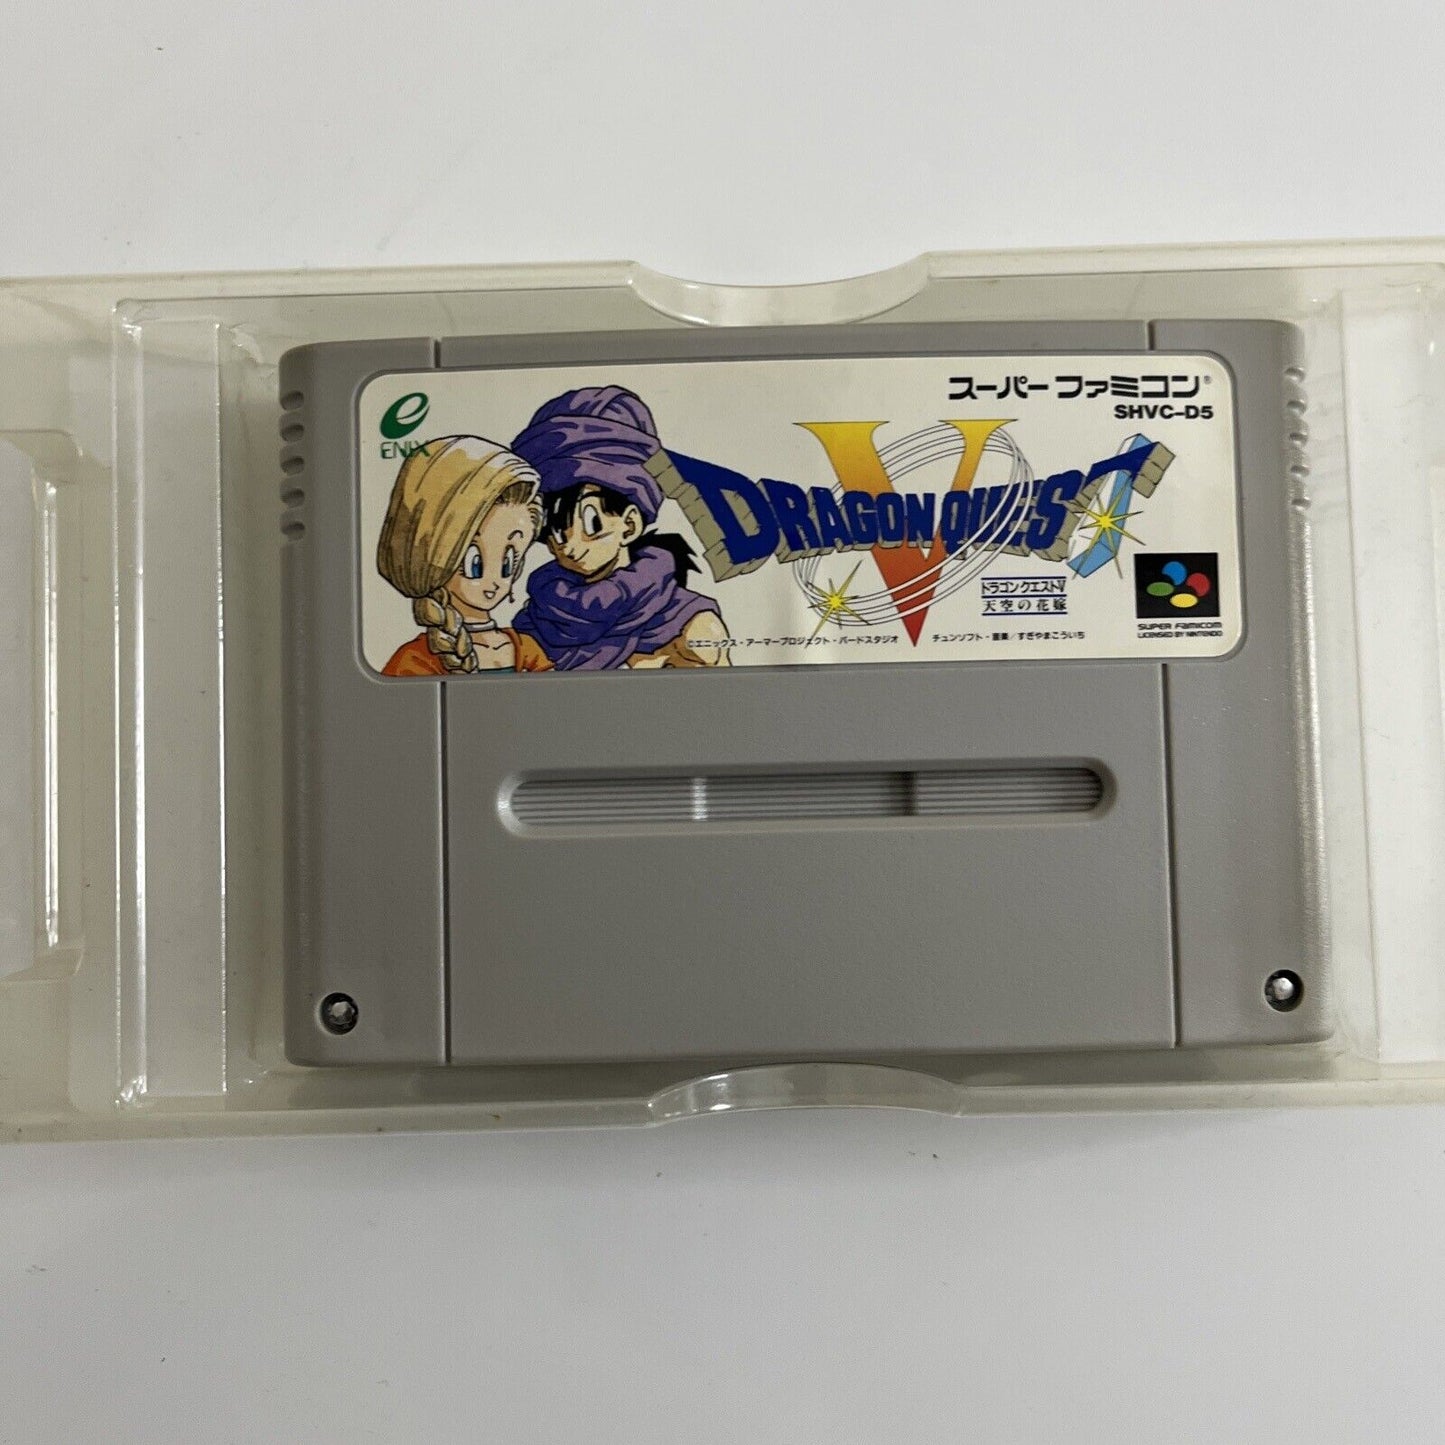 ENIX
スーパーファミコン®
SHVC-D5
DRAGON QUEST
V
ドラゴンクエストV
天空の花嫁
©エニックス・アーマープロジェクト・バードスタジオ チュンソフト・音楽/すぎやまこういち
SUPER FAMICOM
LICENSED BY NINTENDO